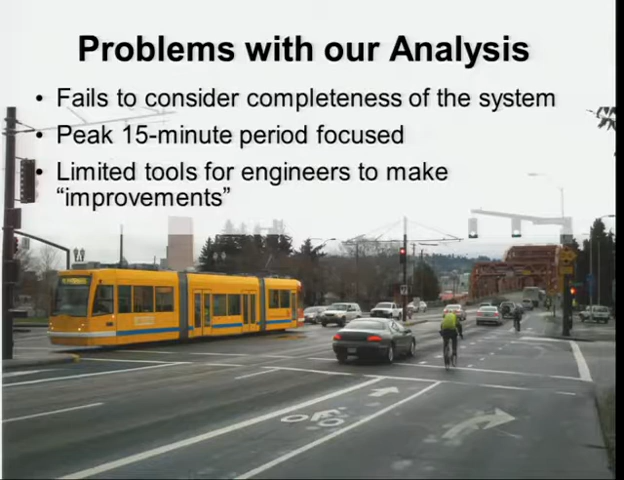 Problems with our Analysis
• Fails to consider completeness of the system
• Peak 15-minute period focused
• Limited tools for engineers to make
“improvements”